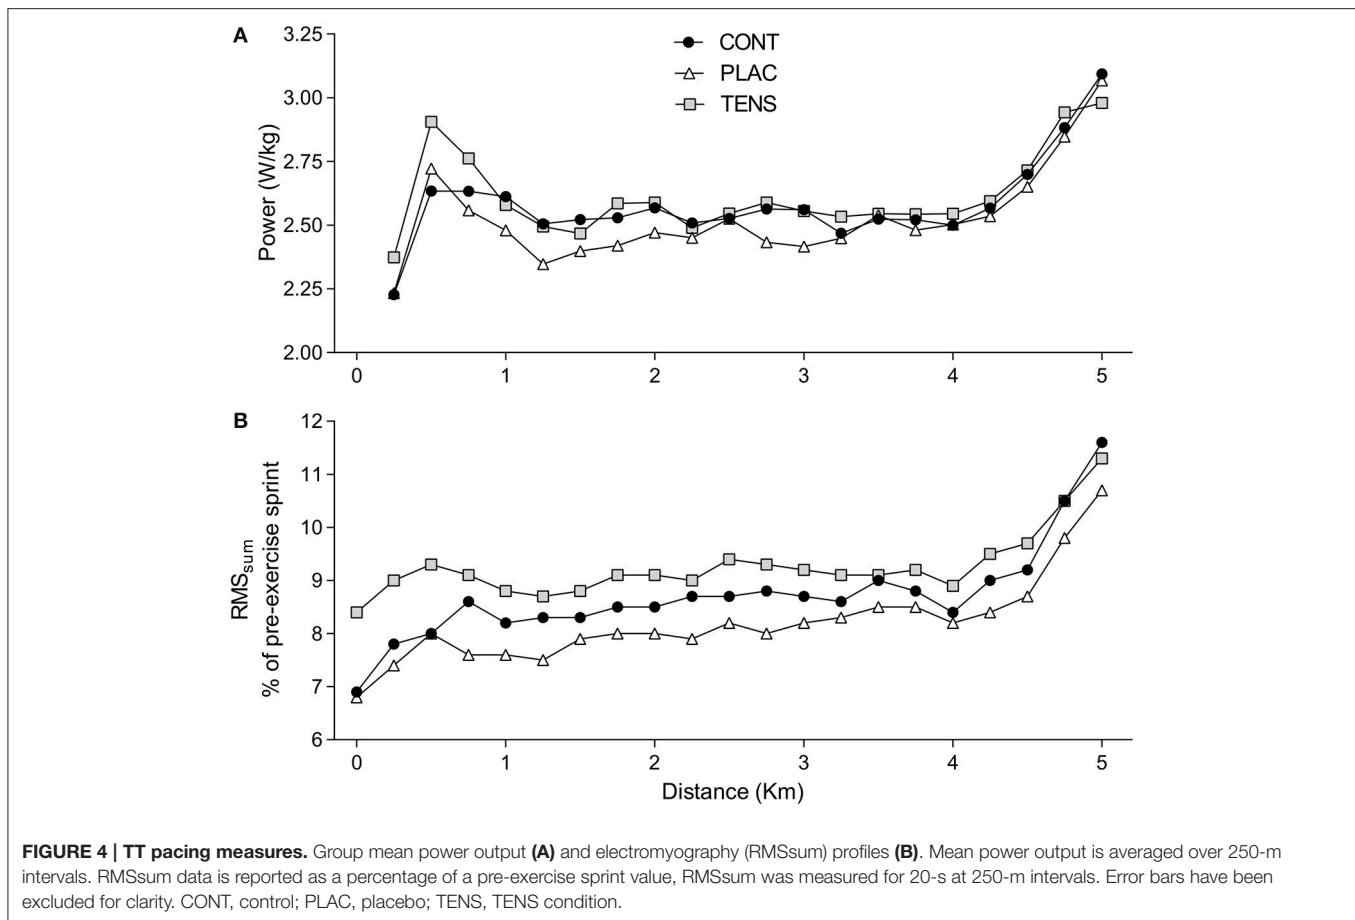 A
3.25
3.00
2.75
2.50
2.25
2.00
Power (W/kg)
CONT
PLAC
TENS
0 1 2 3 4 5
B
12
11
10
9
8
7
6
RMSsum
% of pre-exercise sprint
0 1 2 3 4 5
Distance (Km)
FIGURE 4 | TT pacing measures. Group mean power output (A) and electromyography (RMSsum) profiles (B). Mean power output is averaged over 250-m
intervals. RMSsum data is reported as a percentage of a pre-exercise sprint value, RMSsum was measured for 20-s at 250-m intervals. Error bars have been
excluded for clarity. CONT, control; PLAC, placebo; TENS, TENS condition.